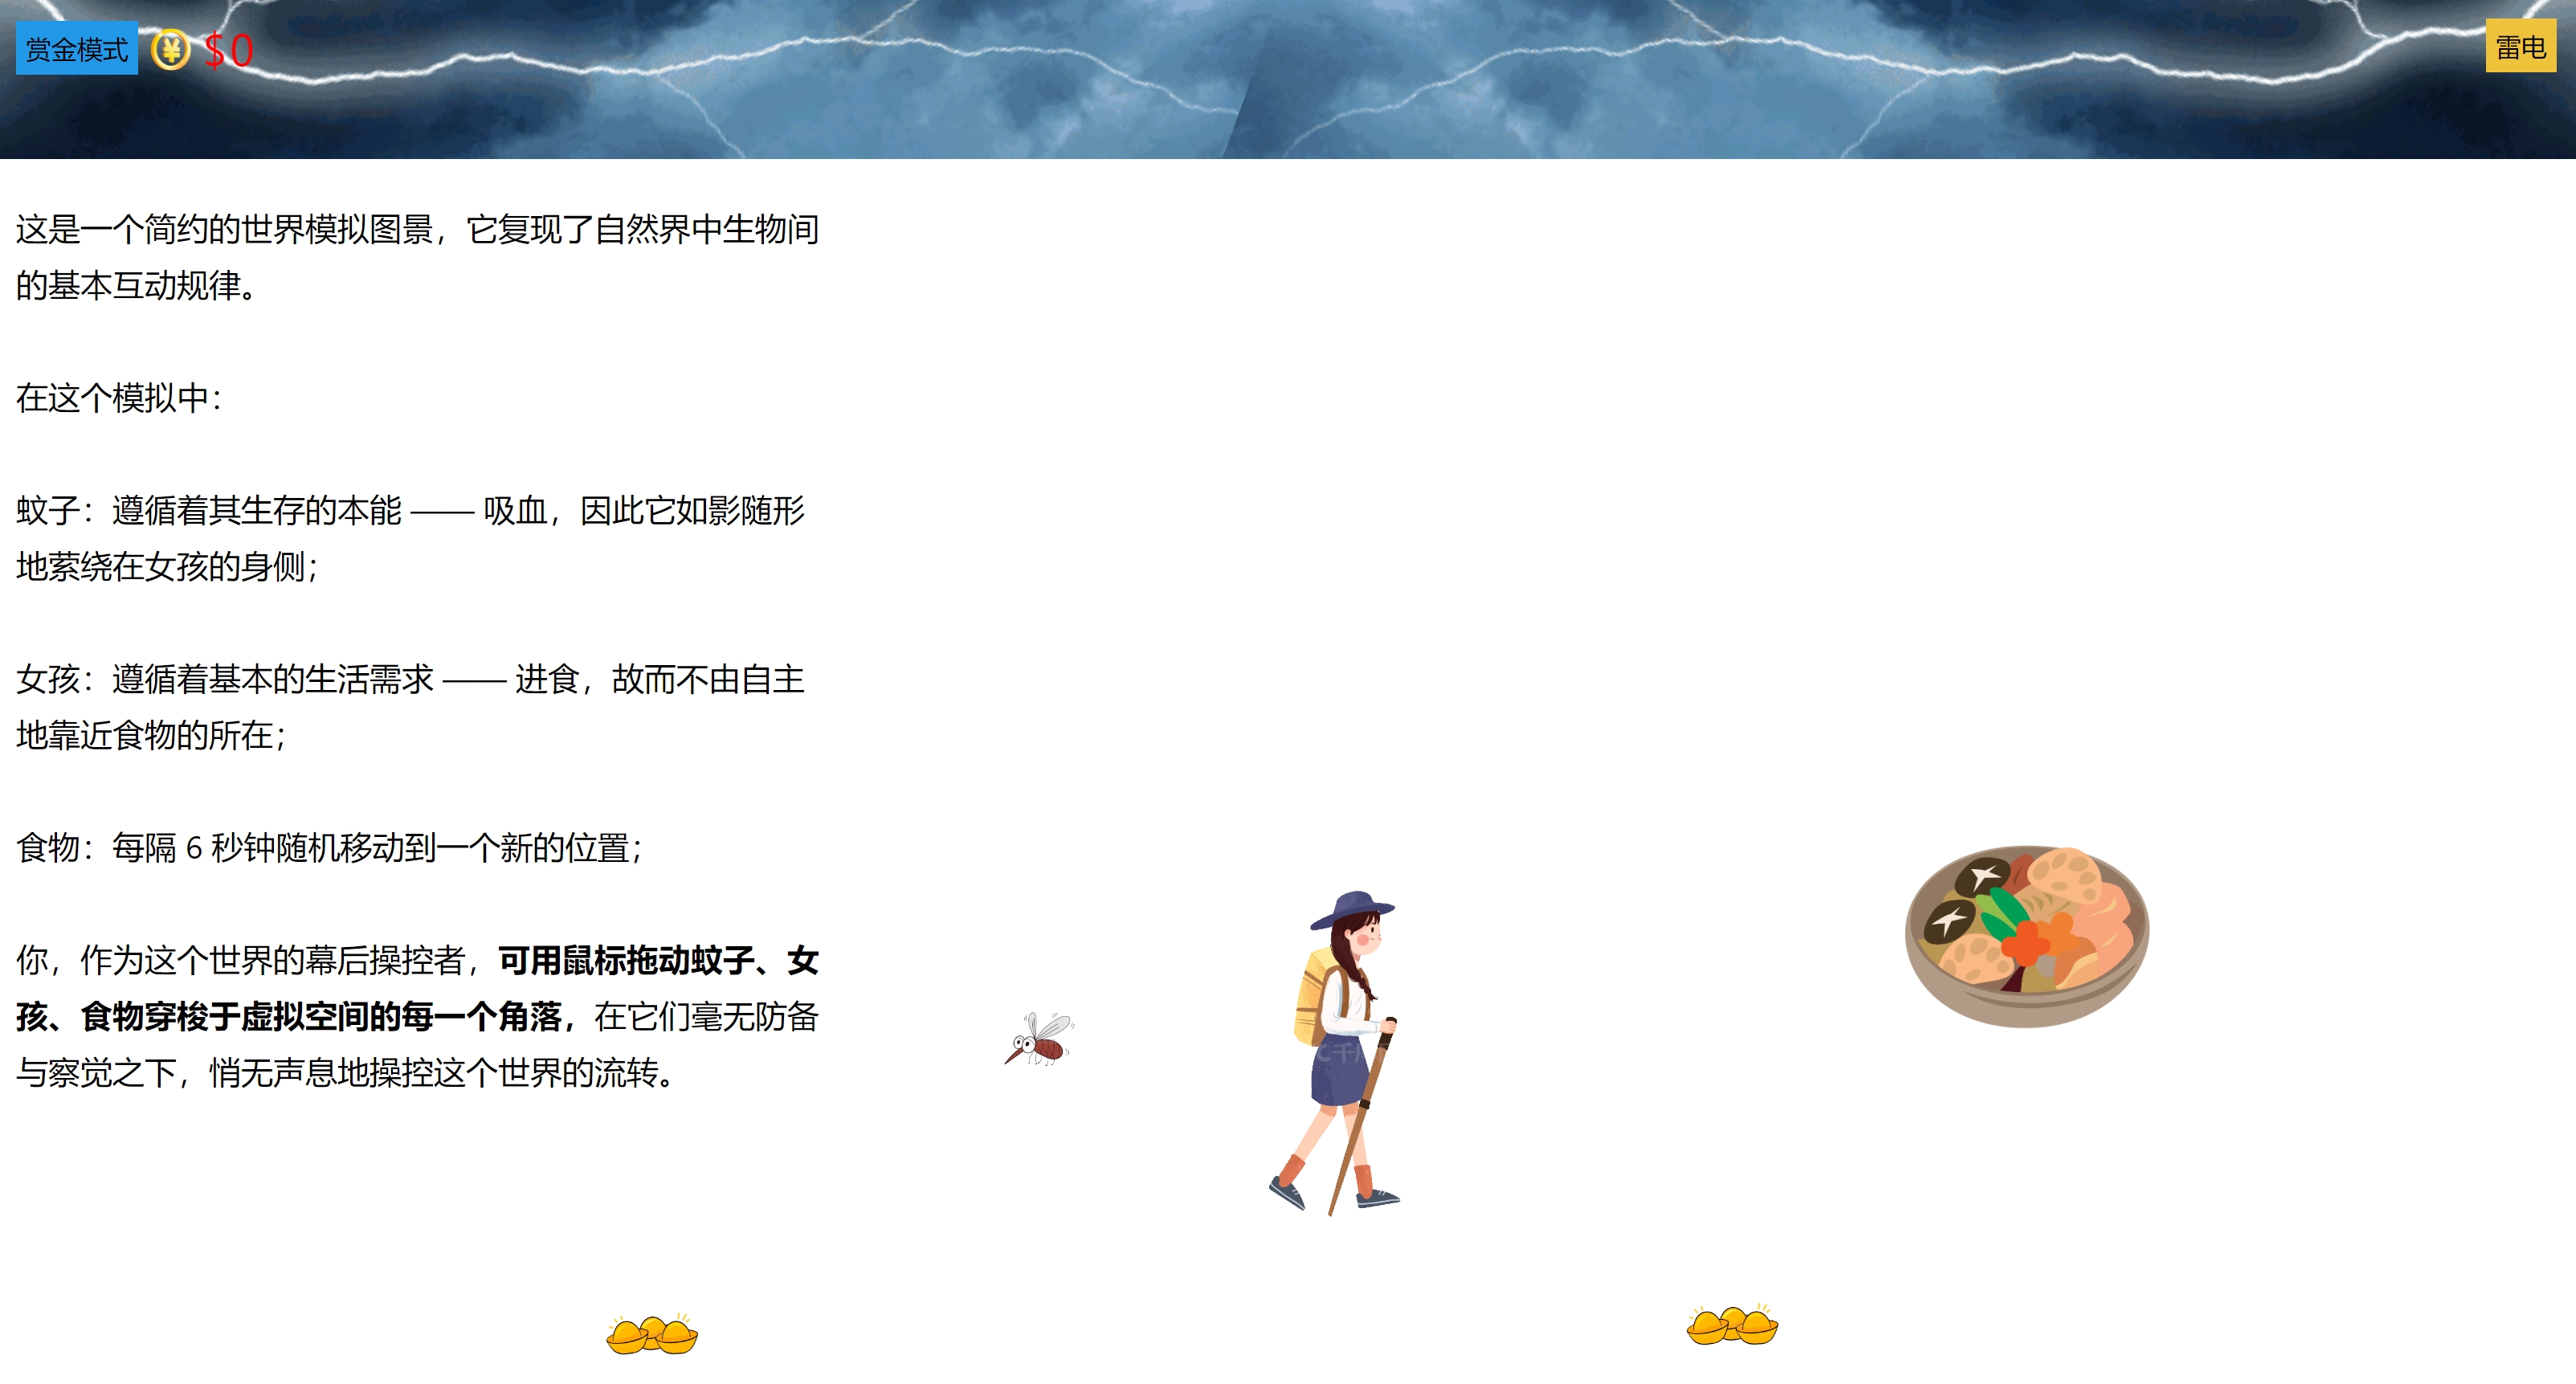 赏金模式 ¥ $0
雷电
这是一个简约的世界模拟图景，它复现了自然界中生物间
的基本互动规律。
在这个模拟中：
蚊子：遵循着其生存的本能 —— 吸血，因此它如影随形
地萦绕在女孩的身侧；
女孩：遵循着基本的生活需求 —— 进食，故而不由自主
地靠近食物的所在；
食物：每隔 6 秒钟随机移动到一个新的位置；
你，作为这个世界的幕后操控者，可用鼠标拖动蚊子、女
孩、食物穿梭于虚拟空间的每一个角落，在它们毫无防备
与察觉之下，悄无声息地操控这个世界的流转。